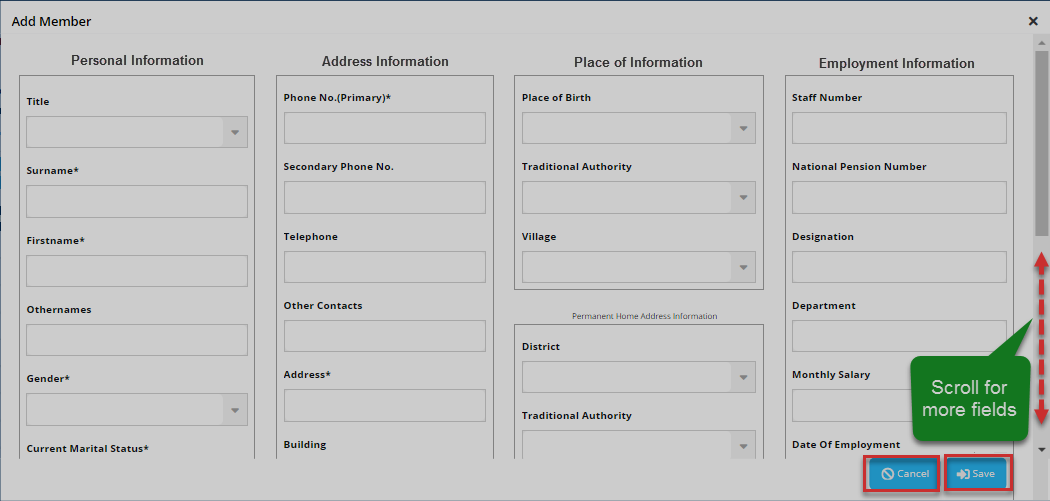 Add Member
Personal Information
Title
Surname*
Firstname*
Othernames
Gender*
Current Marital Status*
Address Information
Phone No.(Primary)*
Secondary Phone No.
Telephone
Other Contacts
Address*
Building
Place of Information
Place of Birth
Traditional Authority
Village
Permanent Home Address Information
District
Traditional Authority
Employment Information
Staff Number
National Pension Number
Designation
Department
Monthly Salary
Date Of Employment
Scroll for
more fields
Cancel
Save